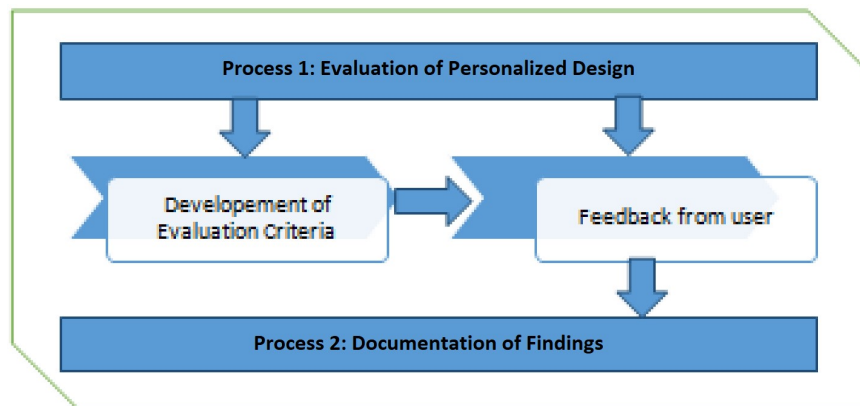 Process 1: Evaluation of Personalized Design
Developement of
Evaluation Criteria
Feedback from user
Process 2: Documentation of Findings